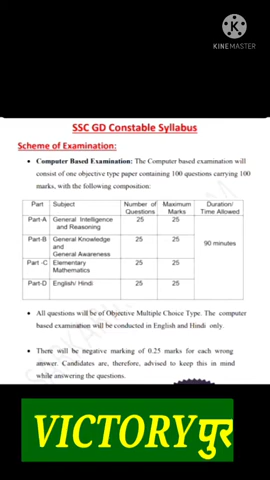 KINEMASTER
SSC GD Constable Syllabus
Scheme of Examination:
• Computer Based Examination: The Computer based examination will
consist of one objective type paper containing 100 questions carrying 100
marks, with the following composition:
Part Subject Number of Questions Maximum Marks Duration/ Time Allowed
Part-A General Intelligence and Reasoning 25 25 90 minutes
Part-B General Knowledge and General Awareness 25 25
Part -C Elementary Mathematics 25 25
Part-D English/ Hindi 25 25
• All questions will be of Objective Multiple Choice Type. The computer
based examination will be conducted in English and Hindi only.
• There will be negative marking of 0.25 marks for each wrong
answer. Candidates are, therefore, advised to keep this in mind
while answering the questions.
VICTORYपुर